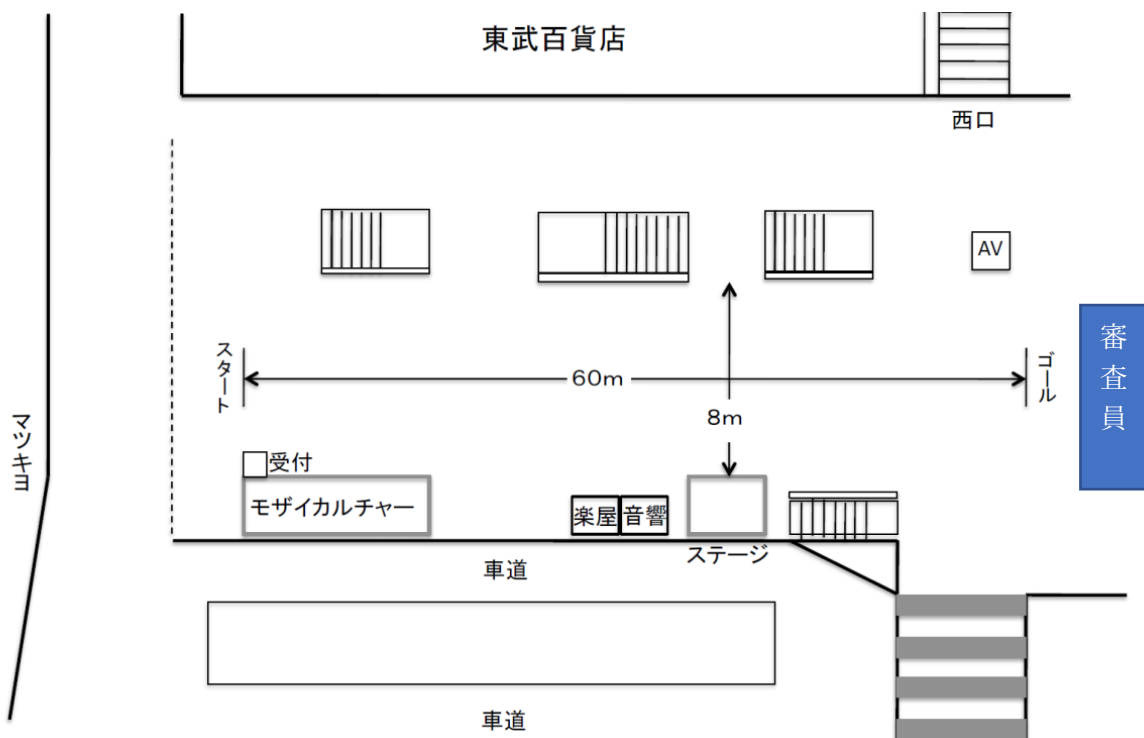 東武百貨店
西口
AV
審査員
スタート
60m
ゴール
8m
マツキヨ
受付
モザイカルチャー
楽屋
音響
ステージ
車道
車道